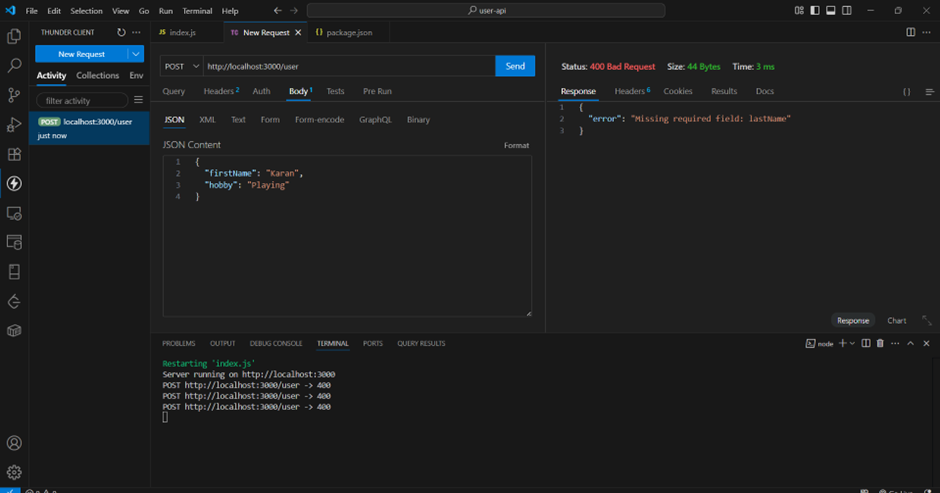 File Edit Selection View Go Run Terminal Help
user-api
THUNDER CLIENT
New Request
Activity Collections Env
filter activity
POST localhost:3000/user
just now
JS index.js
TC New Request
{} package.json
POST http://localhost:3000/user Send
Query Headers 2 Auth Body 1 Tests Pre Run
JSON XML Text Form Form-encode GraphQL Binary
JSON Content Format
1 {
2 "firstName": "Karan",
3 "hobby": "Playing"
4 }
Status: 400 Bad Request Size: 44 Bytes Time: 3 ms
Response Headers 6 Cookies Results Docs {}
1 {
2 "error": "Missing required field: lastName"
3 }
Response Chart
PROBLEMS OUTPUT DEBUG CONSOLE TERMINAL PORTS QUERY RESULTS
node
Restarting 'index.js'
Server running on http://localhost:3000
POST http://localhost:3000/user -> 400
POST http://localhost:3000/user -> 400
POST http://localhost:3000/user -> 400